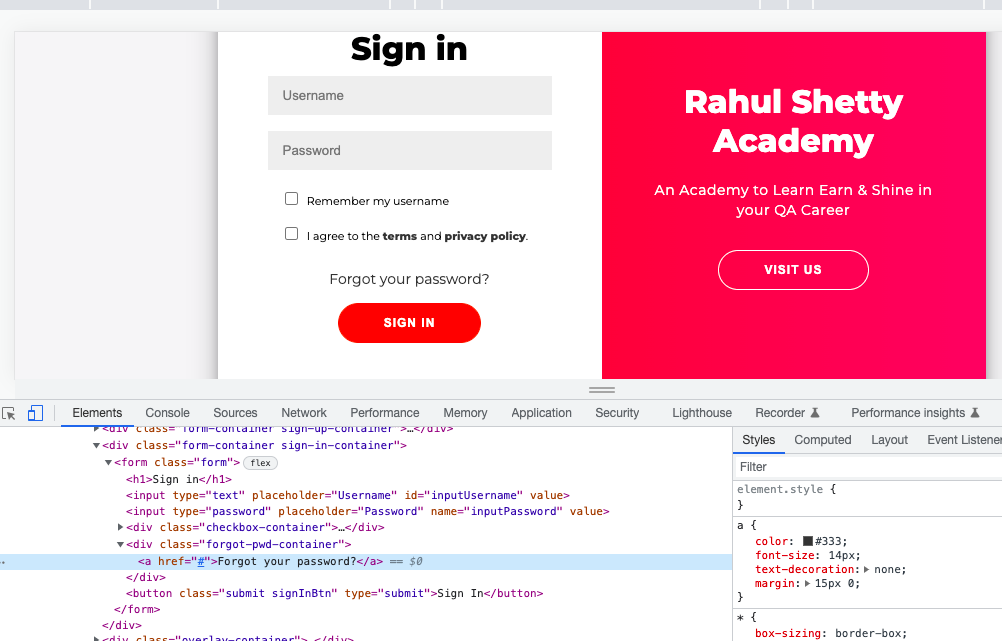 Sign in
Username
Password
Remember my username
I agree to the terms and privacy policy.
Forgot your password?
SIGN IN
Rahul Shetty
Academy
An Academy to Learn Earn & Shine in
your QA Career
VISIT US
Elements Console Sources Network Performance Memory Application Security Lighthouse Recorder Performance insights
<div class="form-container sign-up-container">…</div>
<div class="form-container sign-in-container">
<form class="form"> flex
<h1>Sign in</h1>
<input type="text" placeholder="Username" id="inputUsername" value>
<input type="password" placeholder="Password" name="inputPassword" value>
<div class="checkbox-container">…</div>
<div class="forgot-pwd-container">
<a href="#">Forgot your password?</a> == $0
</div>
<button class="submit signInBtn" type="submit">Sign In</button>
</form>
</div>
<div class="overlay-container">…</div>
Styles Computed Layout Event Listener
Filter
element.style {
}
a {
color: #333;
font-size: 14px;
text-decoration: none;
margin: 15px 0;
}
* {
box-sizing: border-box;